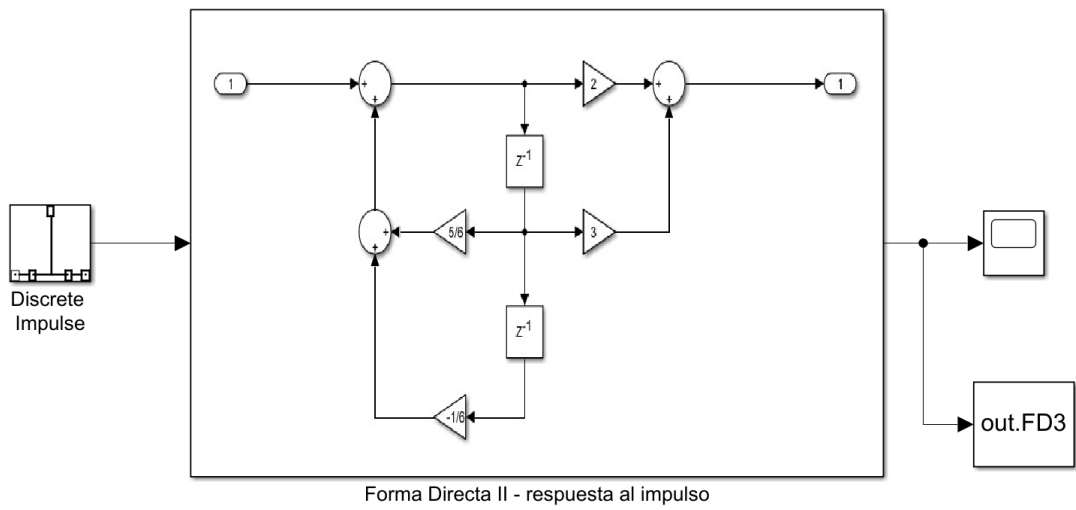 1
2
1
z-1
5/6
3
z-1
-1/6
Discrete
Impulse
out.FD3
Forma Directa II - respuesta al impulso